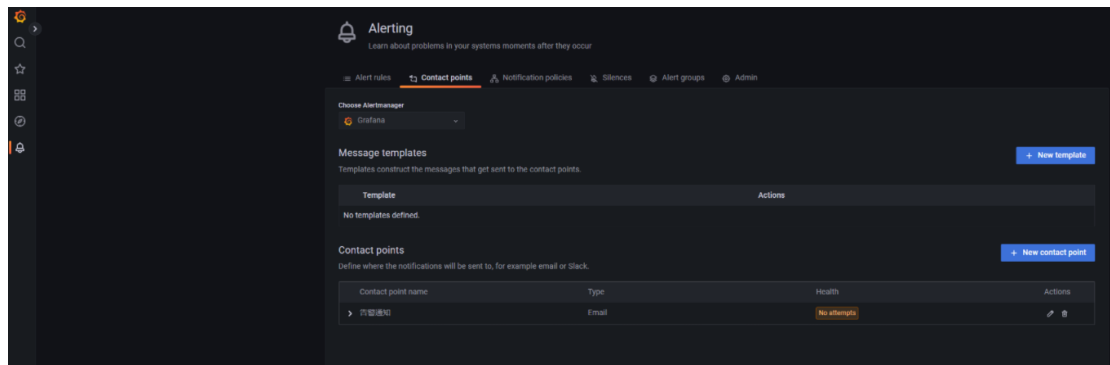 Alerting
Learn about problems in your systems moments after they occur
Alert rules Contact points Notification policies Silences Alert groups Admin
Choose Alertmanager
Grafana
Message templates
+ New template
Templates construct the messages that get sent to the contact points.
Template Actions
No templates defined.
Contact points
+ New contact point
Define where the notifications will be sent to, for example email or Slack.
Contact point name Type Health Actions
告警通知 Email No attempts